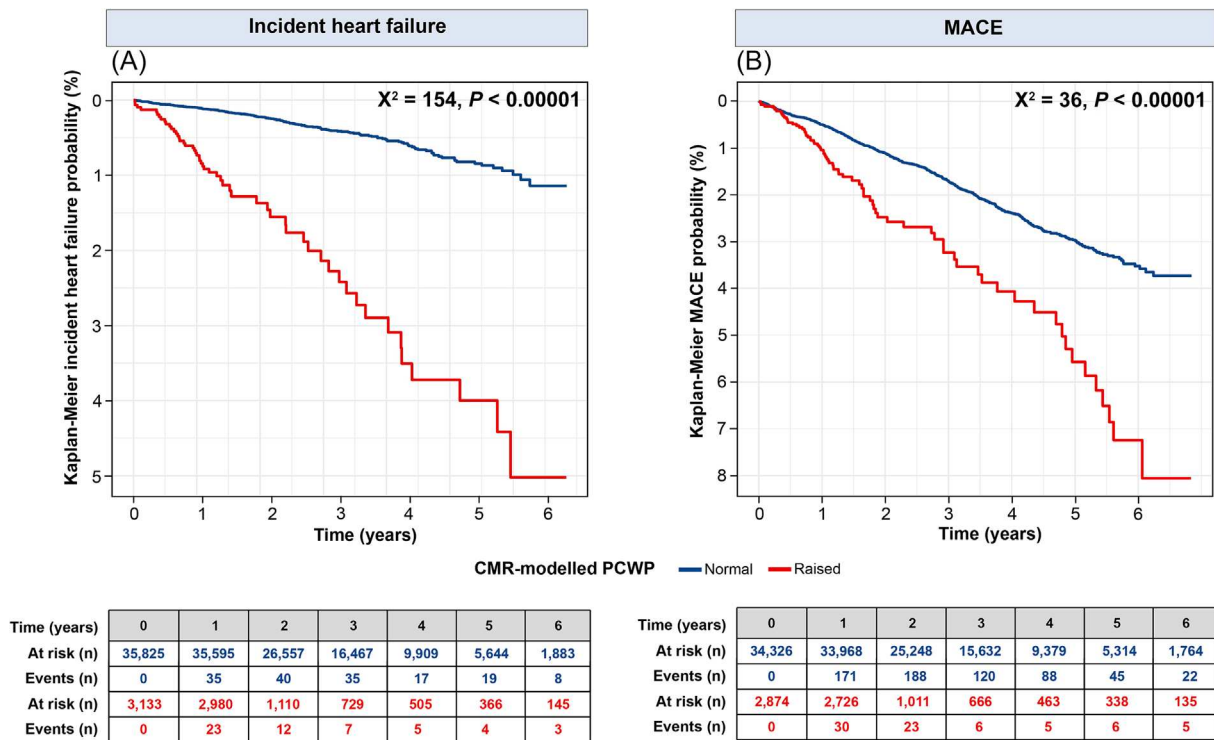 Incident heart failure
(A)
X² = 154, P < 0.00001
Kaplan-Meier incident heart failure probability (%)
0
1
2
3
4
5
0 1 2 3 4 5 6
Time (years)
MACE
(B)
X² = 36, P < 0.00001
Kaplan-Meier MACE probability (%)
0
1
2
3
4
5
6
7
8
0 1 2 3 4 5 6
Time (years)
CMR-modelled PCWP Normal Raised
Time (years) 0 1 2 3 4 5 6
At risk (n) 35,825 35,595 26,557 16,467 9,909 5,644 1,883
Events (n) 0 35 40 35 17 19 8
At risk (n) 3,133 2,980 1,110 729 505 366 145
Events (n) 0 23 12 7 5 4 3
Time (years) 0 1 2 3 4 5 6
At risk (n) 34,326 33,968 25,248 15,632 9,379 5,314 1,764
Events (n) 0 171 188 120 88 45 22
At risk (n) 2,874 2,726 1,011 666 463 338 135
Events (n) 0 30 23 6 5 6 5